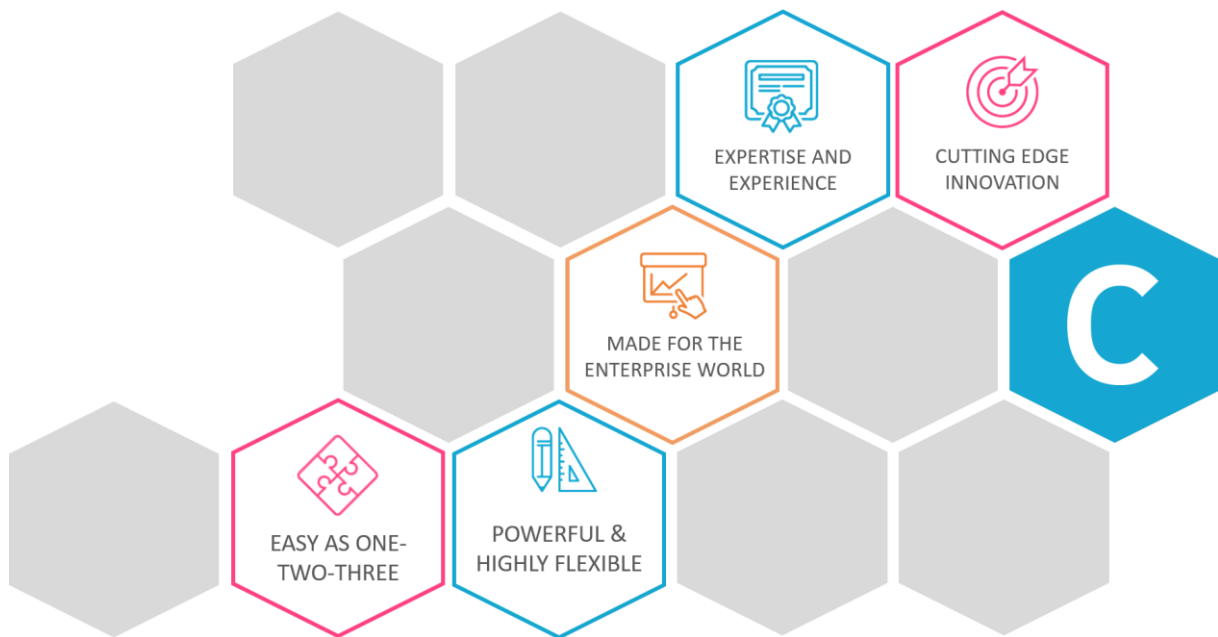 EXPERTISE AND
EXPERIENCE
CUTTING EDGE
INNOVATION
MADE FOR THE
ENTERPRISE WORLD
C
EASY AS ONE-
TWO-THREE
POWERFUL &
HIGHLY FLEXIBLE